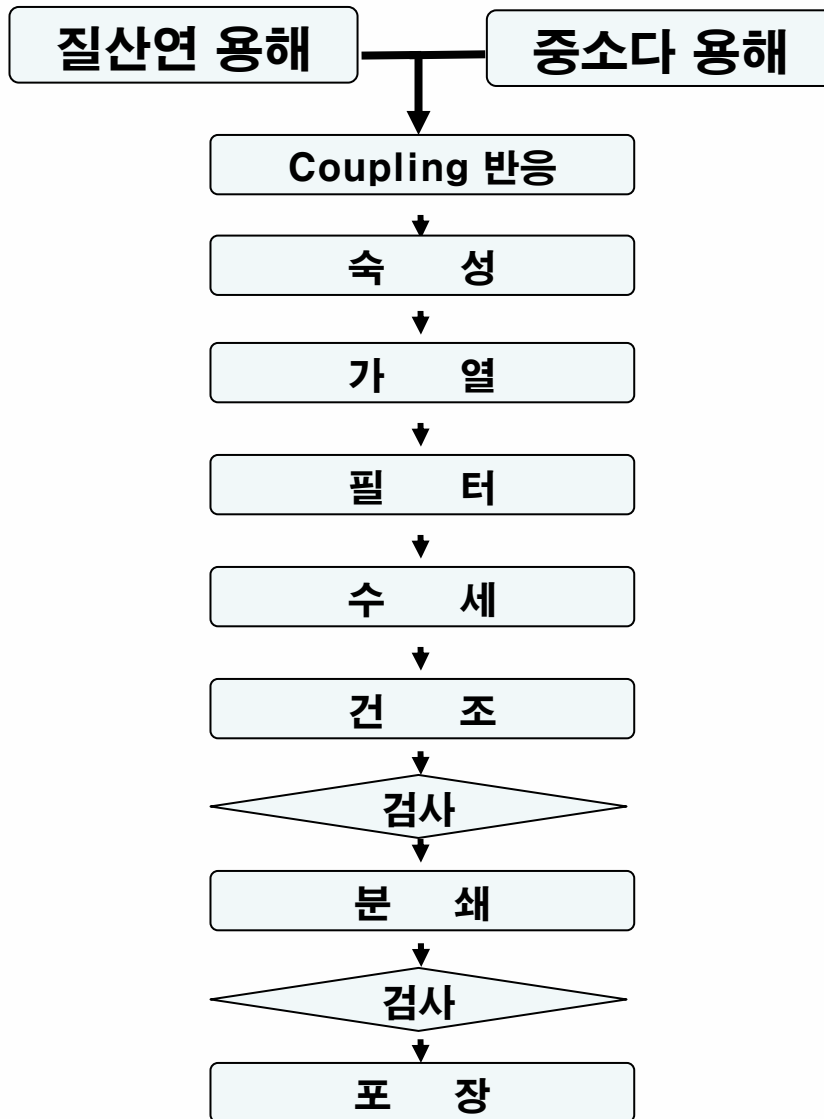 질산연 용해
중소다 용해
Coupling 반응
숙 성
가 열
필 터
수 세
건 조
검사
분 쇄
검사
포 장